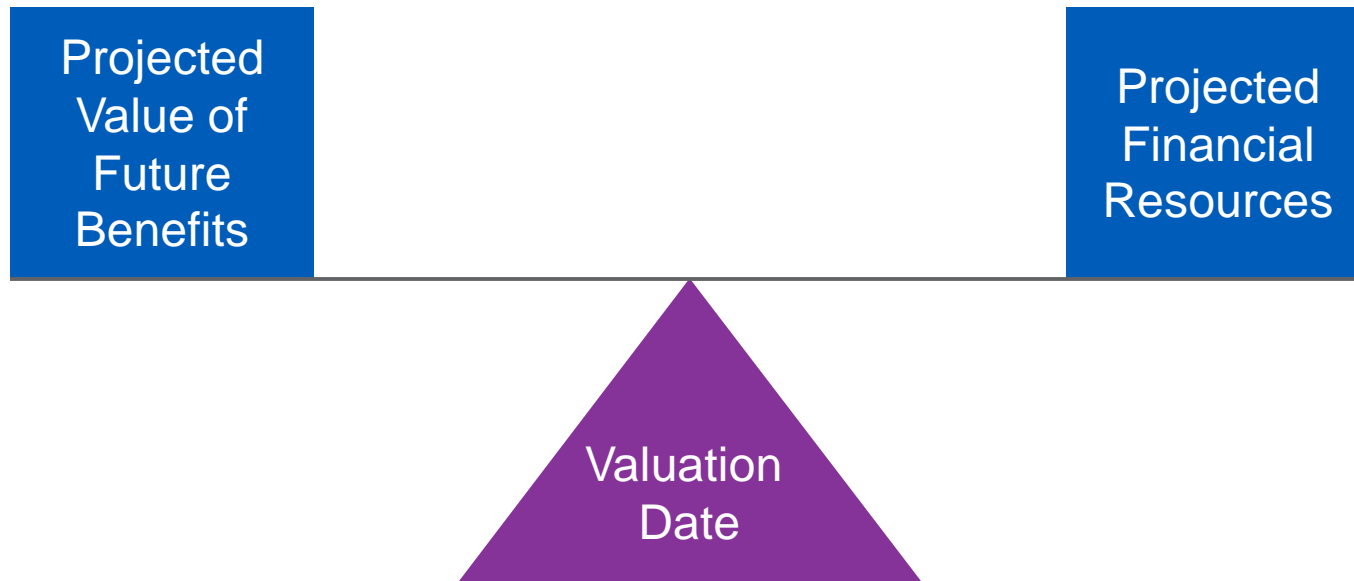 Projected
Value of
Future
Benefits
Projected
Financial
Resources
Valuation
Date